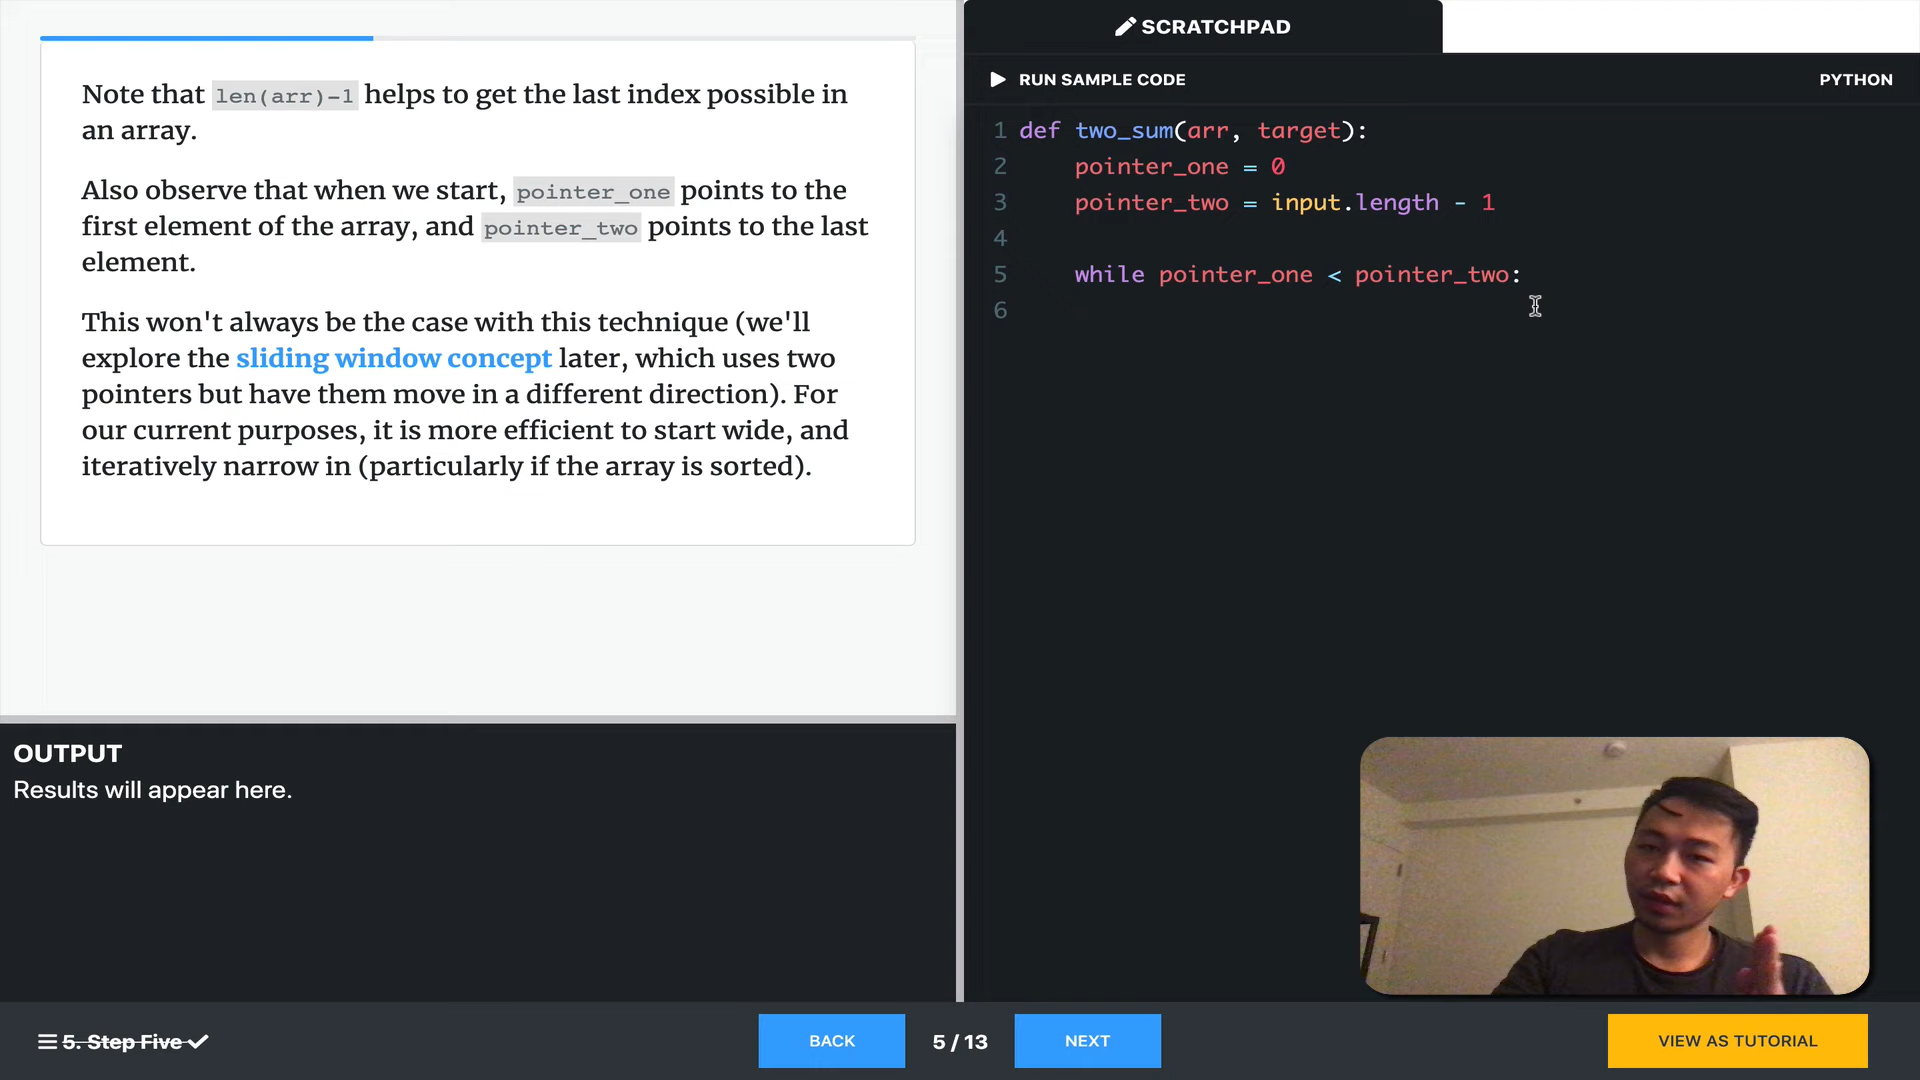 Note that len(arr)-1 helps to get the last index possible in
an array.
Also observe that when we start, pointer_one points to the
first element of the array, and pointer_two points to the last
element.
This won't always be the case with this technique (we'll
explore the sliding window concept later, which uses two
pointers but have them move in a different direction). For
our current purposes, it is more efficient to start wide, and
iteratively narrow in (particularly if the array is sorted).
OUTPUT
Results will appear here.
SCRATCHPAD
RUN SAMPLE CODE
PYTHON
1 def two_sum(arr, target):
2     pointer_one = 0
3     pointer_two = input.length - 1
4
5     while pointer_one < pointer_two:
6
5. Step Five
BACK
5 / 13
NEXT
VIEW AS TUTORIAL